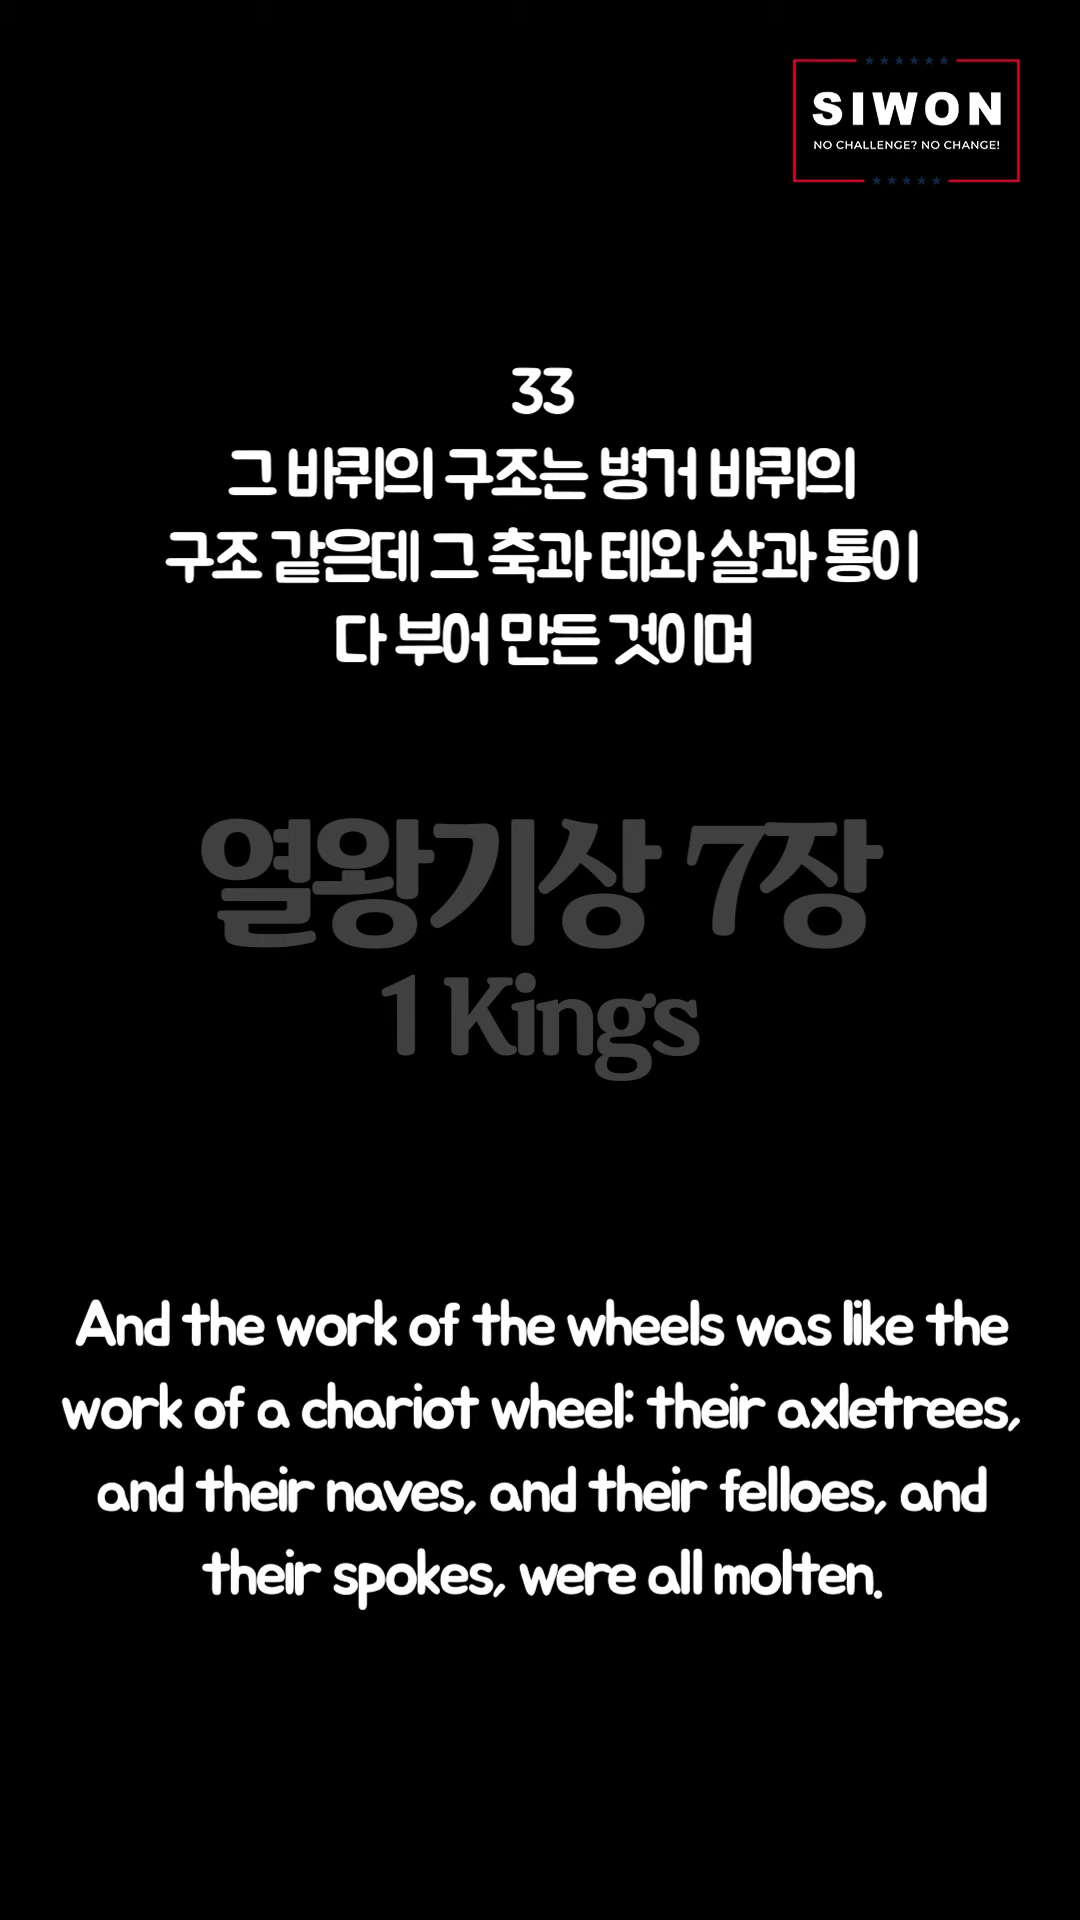 SIWON
NO CHALLENGE? NO CHANGE!
33
그 바퀴의 구조는 병거 바퀴의
구조 같은데 그 축과 테와 살과 통이
다 부어 만든 것이며
열왕기상 7장
1 Kings
And the work of the wheels was like the
work of a chariot wheel: their axletrees,
and their naves, and their felloes, and
their spokes, were all molten.